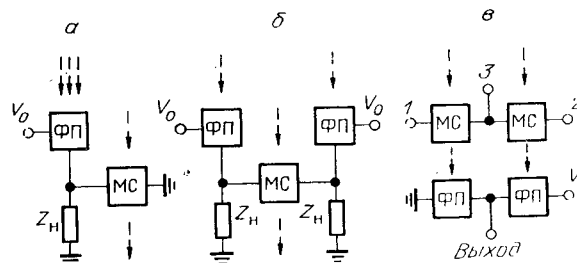 а б в
3
V₀ ФП V₀ ФП ФП V₀ 1 МС МС 2
МС МС ФП ФП V
Zн Zн Zн
Выход